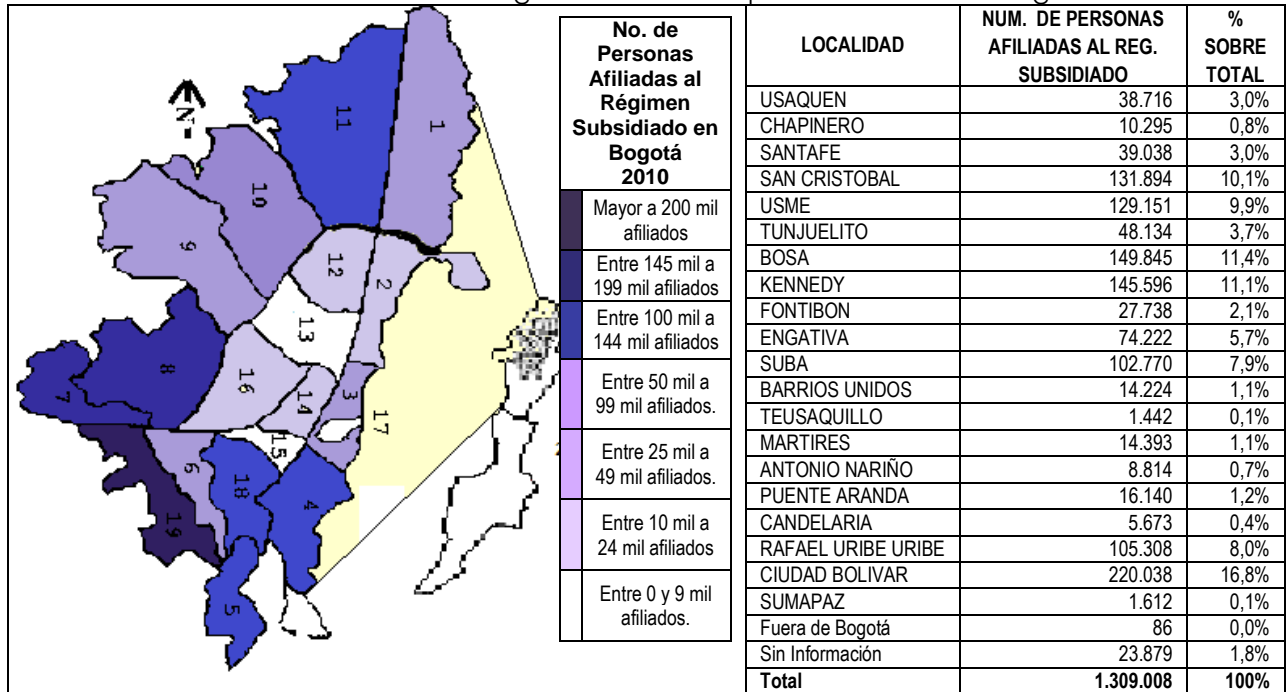 N
11
1
10
9
12
2
13
8
16
14
3
17
7
15
6
18
4
19
5
No. de
Personas
Afiliadas al
Régimen
Subsidiado en
Bogotá
2010
Mayor a 200 mil
afiliados
Entre 145 mil a
199 mil afiliados
Entre 100 mil a
144 mil afiliados
Entre 50 mil a
99 mil afiliados.
Entre 25 mil a
49 mil afiliados.
Entre 10 mil a
24 mil afiliados
Entre 0 y 9 mil
afiliados.
LOCALIDAD
NUM. DE PERSONAS
AFILIADAS AL REG.
SUBSIDIADO
%
SOBRE
TOTAL
USAQUEN 38.716 3,0%
CHAPINERO 10.295 0,8%
SANTAFE 39.038 3,0%
SAN CRISTOBAL 131.894 10,1%
USME 129.151 9,9%
TUNJUELITO 48.134 3,7%
BOSA 149.845 11,4%
KENNEDY 145.596 11,1%
FONTIBON 27.738 2,1%
ENGATIVA 74.222 5,7%
SUBA 102.770 7,9%
BARRIOS UNIDOS 14.224 1,1%
TEUSAQUILLO 1.442 0,1%
MARTIRES 14.393 1,1%
ANTONIO NARIÑO 8.814 0,7%
PUENTE ARANDA 16.140 1,2%
CANDELARIA 5.673 0,4%
RAFAEL URIBE URIBE 105.308 8,0%
CIUDAD BOLIVAR 220.038 16,8%
SUMAPAZ 1.612 0,1%
Fuera de Bogotá 86 0,0%
Sin Información 23.879 1,8%
Total 1.309.008 100%